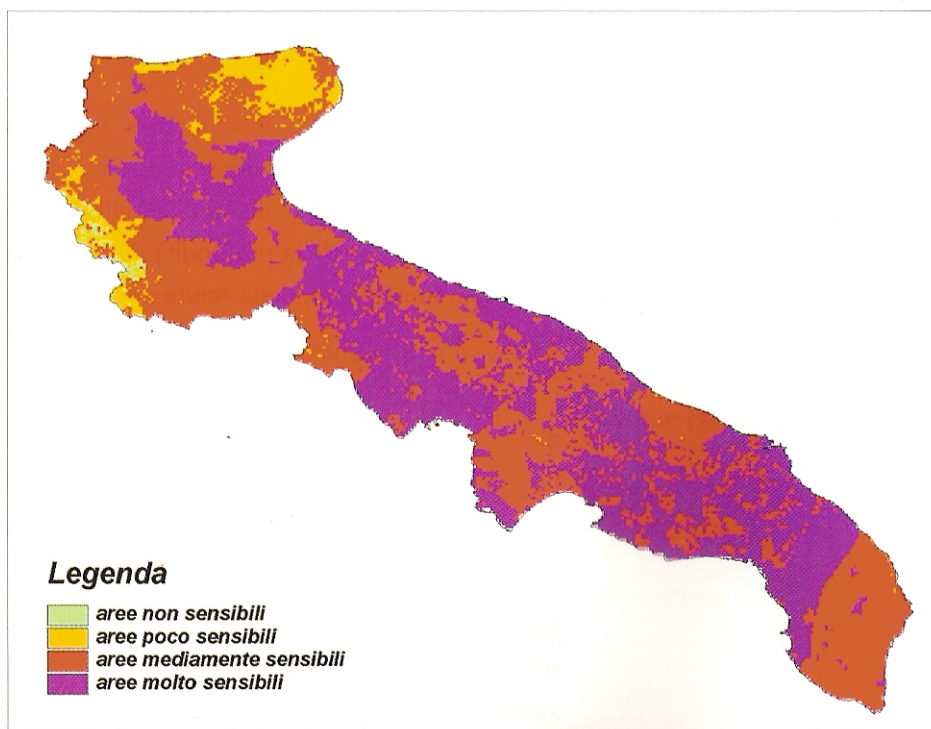 Legenda
aree non sensibili
aree poco sensibili
aree mediamente sensibili
aree molto sensibili